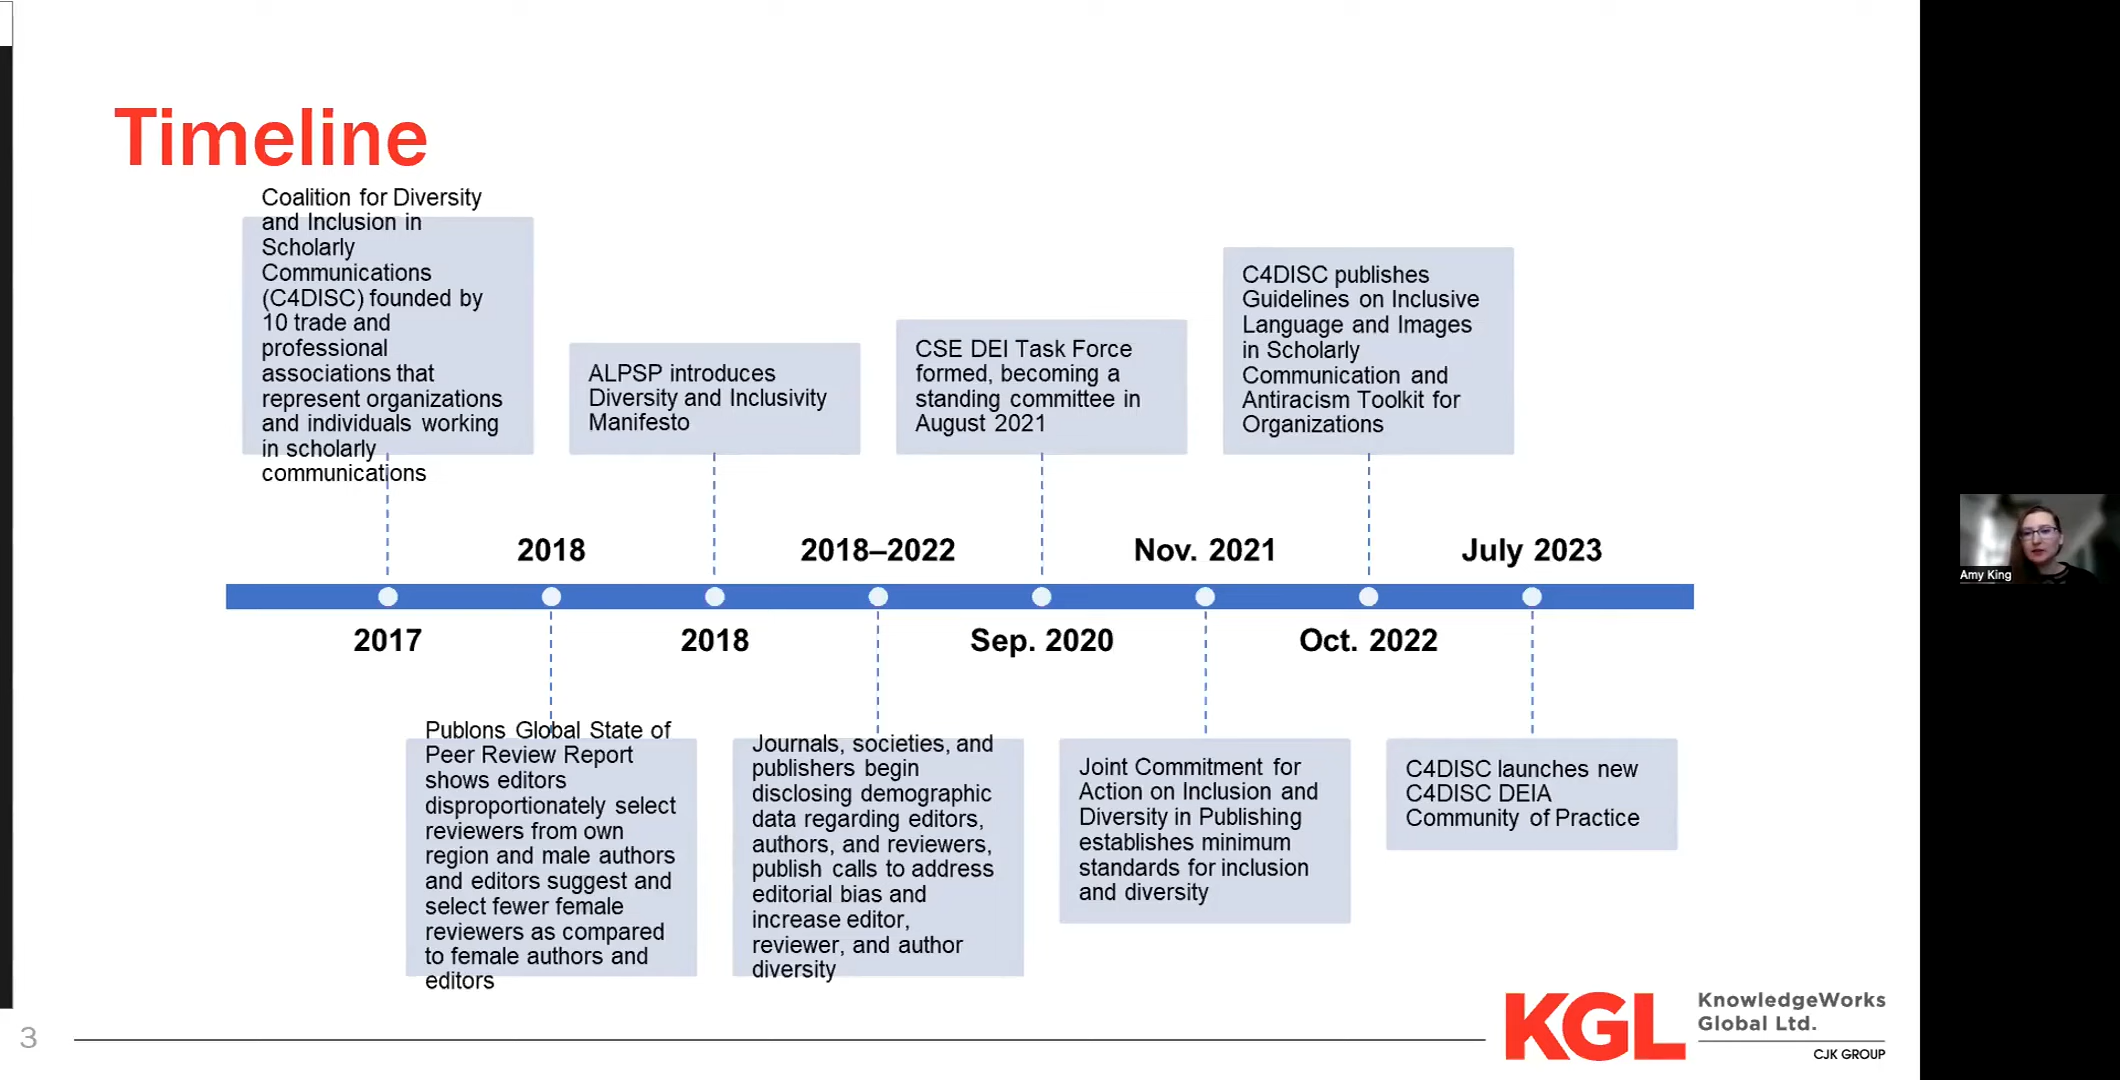 Timeline
Coalition for Diversity
and Inclusion in
Scholarly
Communications
(C4DISC) founded by
10 trade and
professional
associations that
represent organizations
and individuals working
in scholarly
communications
ALPSP introduces
Diversity and Inclusivity
Manifesto
CSE DEI Task Force
formed, becoming a
standing committee in
August 2021
C4DISC publishes
Guidelines on Inclusive
Language and Images
in Scholarly
Communication and
Antiracism Toolkit for
Organizations
2018
2018–2022
Nov. 2021
July 2023
2017
2018
Sep. 2020
Oct. 2022
Publons Global State of
Peer Review Report
shows editors
disproportionately select
reviewers from own
region and male authors
and editors suggest and
select fewer female
reviewers as compared
to female authors and
editors
Journals, societies, and
publishers begin
disclosing demographic
data regarding editors,
authors, and reviewers,
publish calls to address
editorial bias and
increase editor,
reviewer, and author
diversity
Joint Commitment for
Action on Inclusion and
Diversity in Publishing
establishes minimum
standards for inclusion
and diversity
C4DISC launches new
C4DISC DEIA
Community of Practice
Amy King
3
KGL
KnowledgeWorks
Global Ltd.
CJK GROUP